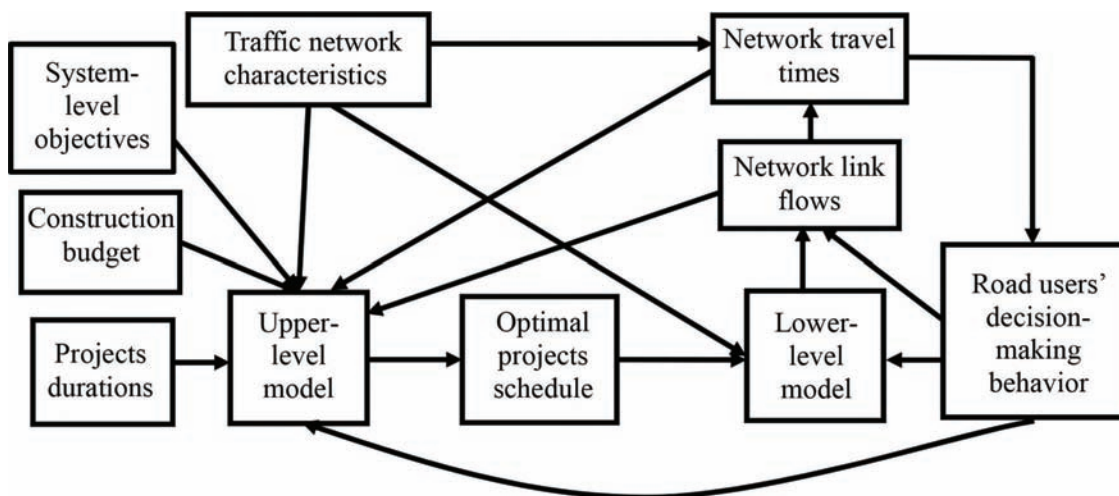 System-
level
objectives
Traffic network
characteristics
Network travel
times
Construction
budget
Network link
flows
Projects
durations
Upper-
level
model
Optimal
projects
schedule
Lower-
level
model
Road users’
decision-
making
behavior